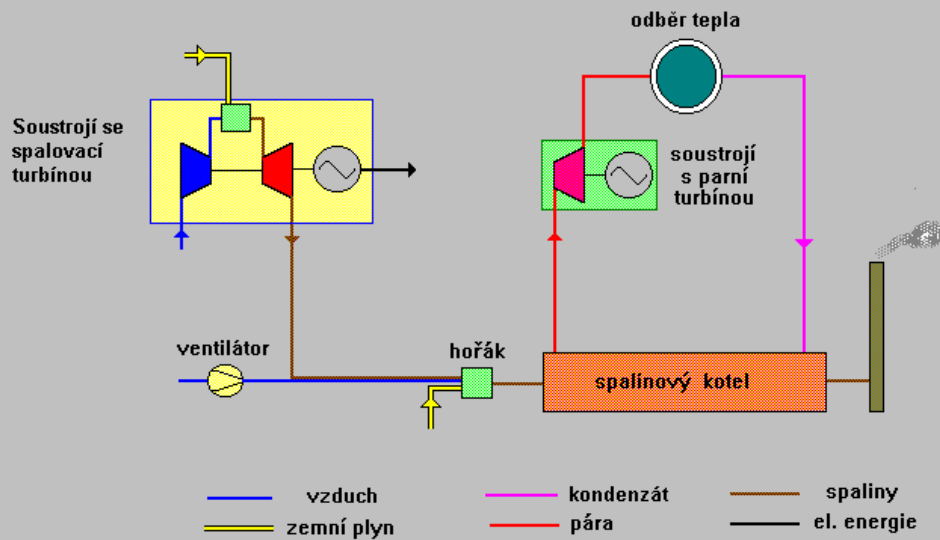 odběr tepla
Soustrojí se
spalovací
turbínou
soustrojí
s parní
turbínou
ventilátor
hořák
spalinový kotel
vzduch
kondenzát
spaliny
zemní plyn
pára
el. energie